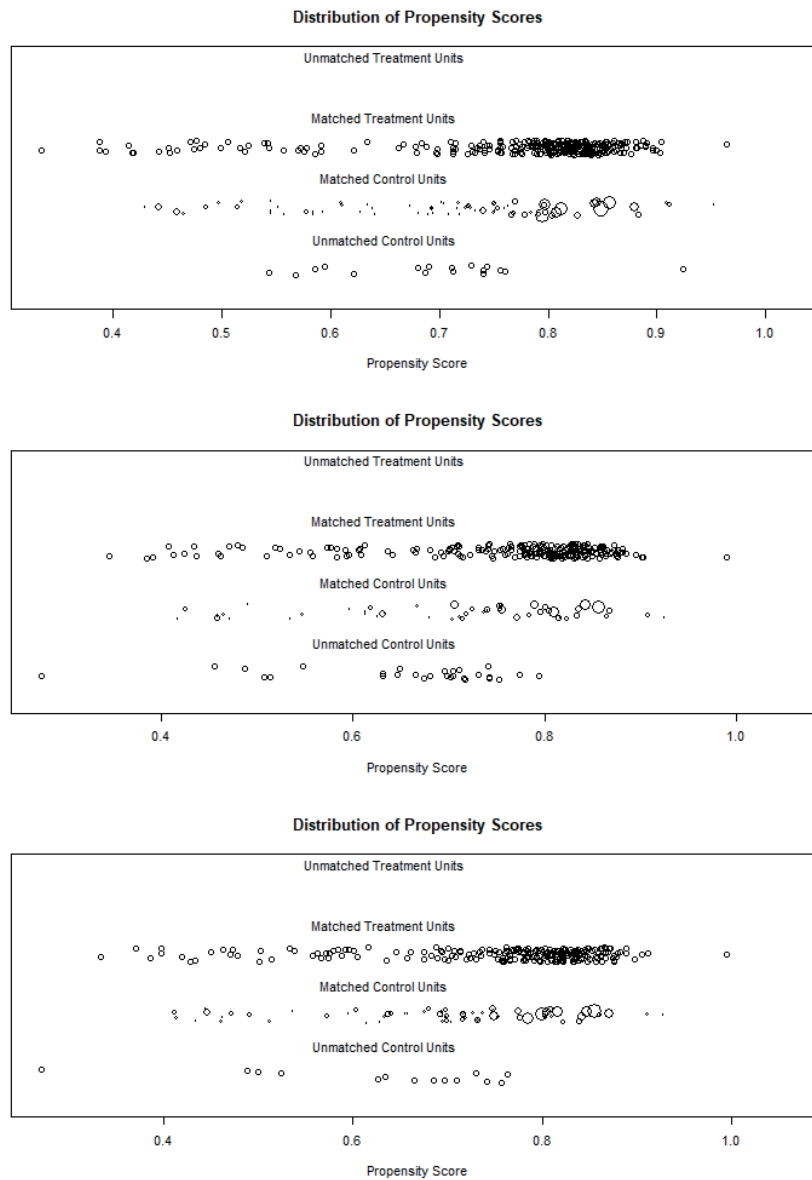 Distribution of Propensity Scores
Unmatched Treatment Units
Matched Treatment Units
Matched Control Units
Unmatched Control Units
0.4 0.5 0.6 0.7 0.8 0.9 1.0
Propensity Score
Distribution of Propensity Scores
Unmatched Treatment Units
Matched Treatment Units
Matched Control Units
Unmatched Control Units
0.4 0.6 0.8 1.0
Propensity Score
Distribution of Propensity Scores
Unmatched Treatment Units
Matched Treatment Units
Matched Control Units
Unmatched Control Units
0.4 0.6 0.8 1.0
Propensity Score